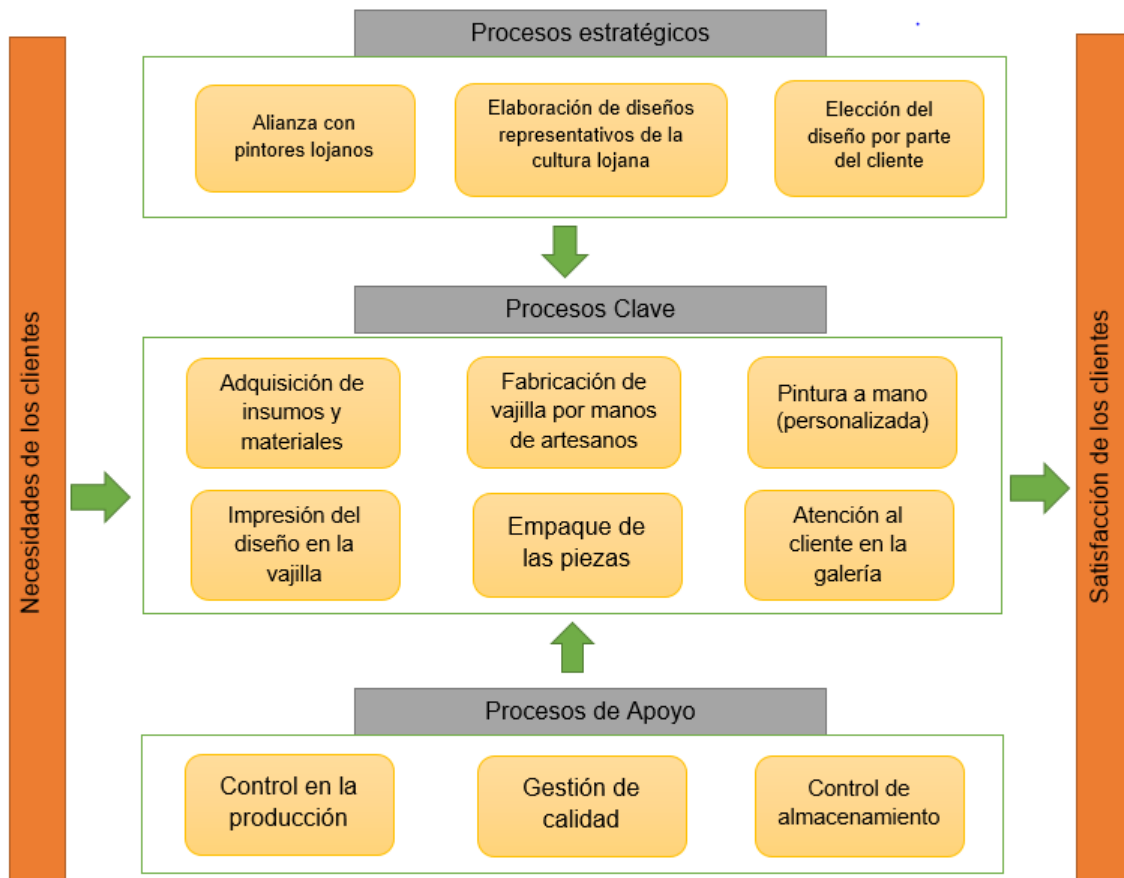 Procesos estratégicos
Alianza con
pintores lojanos
Elaboración de diseños
representativos de la
cultura lojana
Elección del
diseño por parte
del cliente
Necesidades de los clientes
Procesos Clave
Adquisición de
insumos y
materiales
Fabricación de
vajilla por manos
de artesanos
Pintura a mano
(personalizada)
Impresión del
diseño en la
vajilla
Empaque de
las piezas
Atención al
cliente en la
galería
Satisfacción de los clientes
Procesos de Apoyo
Control en la
producción
Gestión de
calidad
Control de
almacenamiento